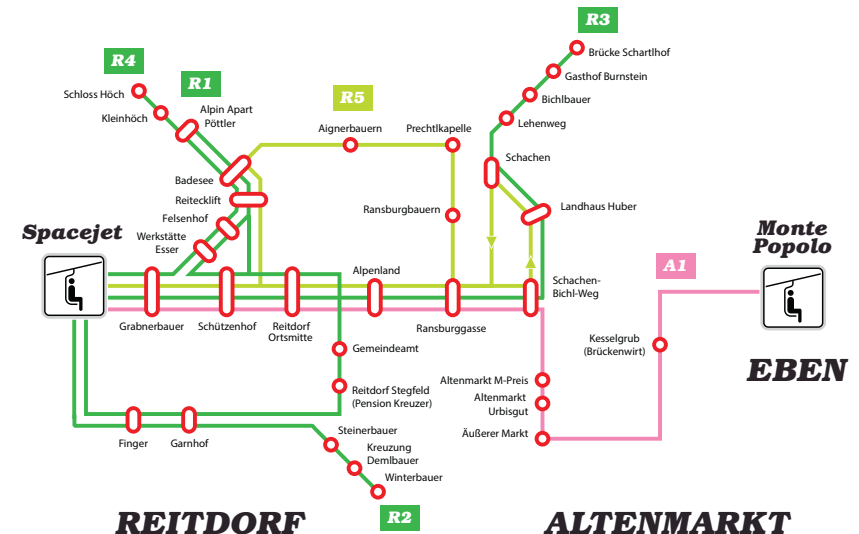 R3
Brücke Schartlhof
R4
Gasthof Burnstein
R1
Schloss Höch
Bichlbauer
R5
Kleinhöch
Alpin Apart
Pöttler
Lehenweg
Aignerbauern
Prechtlkapelle
Schachen
Badesee
Reitecklift
Ransburgbauern
Landhaus Huber
Felsenhof
Spacejet
Werkstätte
Esser
Monte
Popolo
A1
Alpenland
Schachen-
Bichl-Weg
Grabnerbauer
Schützenhof
Reitdorf
Ortsmitte
Ransburggasse
Gemeindeamt
Kesselgrub
(Brückenwirt)
EBEN
Reitdorf Stegfeld
(Pension Kreuzer)
Altenmarkt M-Preis
Altenmarkt
Urbisgut
Äußerer Markt
Finger
Garnhof
Steinerbauer
Kreuzung
Demlbauer
Winterbauer
R2
REITDORF
ALTENMARKT